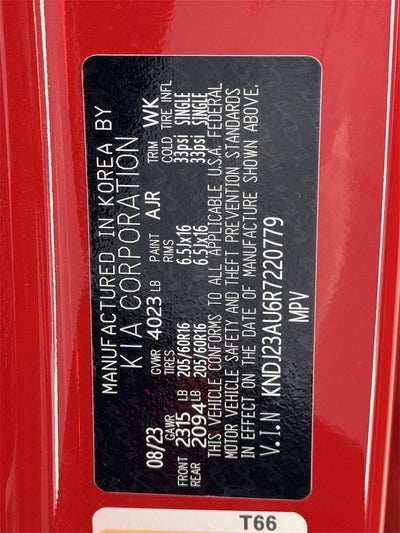 MANUFACTURED IN KOREA BY
KIA CORPORATION
08/23 GVWR 4023 LB PAINT AJR TRIM WK
GAWR TIRES RIMS COLD TIRE INFL
FRONT 2315 LB 205/60R16 6.5Jx16 33psi SINGLE
REAR 2094 LB 205/60R16 6.5Jx16 33psi SINGLE
THIS VEHICLE CONFORMS TO ALL APPLICABLE U.S.A. FEDERAL
MOTOR VEHICLE SAFETY AND THEFT PREVENTION STANDARDS
IN EFFECT ON THE DATE OF MANUFACTURE SHOWN ABOVE.
V.I.N KNDJ23AU6R7220779
MPV
T66